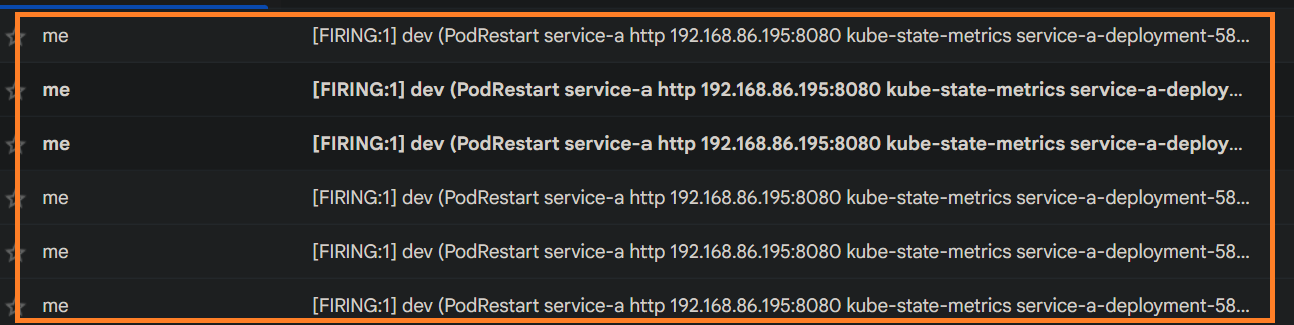 me [FIRING:1] dev (PodRestart service-a http 192.168.86.195:8080 kube-state-metrics service-a-deployment-58...
me [FIRING:1] dev (PodRestart service-a http 192.168.86.195:8080 kube-state-metrics service-a-deploy...
me [FIRING:1] dev (PodRestart service-a http 192.168.86.195:8080 kube-state-metrics service-a-deploy...
me [FIRING:1] dev (PodRestart service-a http 192.168.86.195:8080 kube-state-metrics service-a-deployment-58...
me [FIRING:1] dev (PodRestart service-a http 192.168.86.195:8080 kube-state-metrics service-a-deployment-58...
me [FIRING:1] dev (PodRestart service-a http 192.168.86.195:8080 kube-state-metrics service-a-deployment-58...